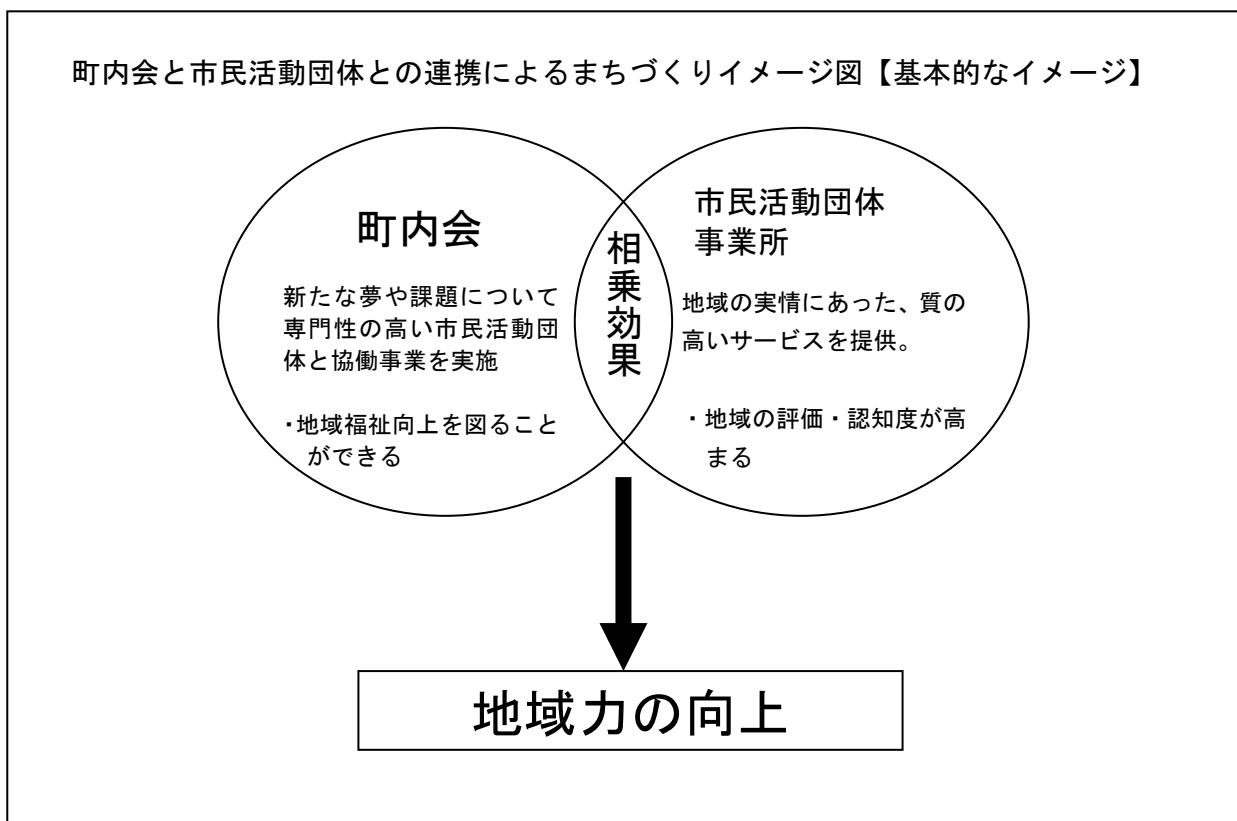 町内会と市民活動団体との連携によるまちづくりイメージ図【基本的なイメージ】
町内会
新たな夢や課題について
専門性の高い市民活動団
体と協働事業を実施
・地域福祉向上を図ること
ができる
相乗効果
市民活動団体
事業所
地域の実情にあった、質の
高いサービスを提供。
・地域の評価・認知度が高
まる
地域力の向上